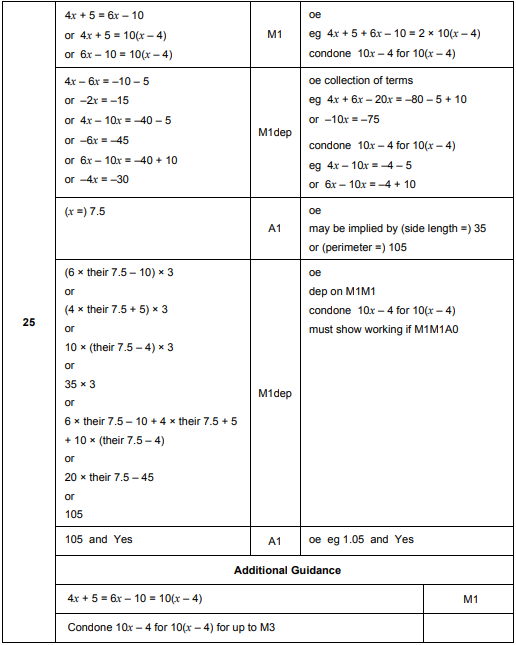 4x + 5 = 6x – 10
or 4x + 5 = 10(x – 4)
or 6x – 10 = 10(x – 4)
M1
oe
eg 4x + 5 + 6x – 10 = 2 × 10(x – 4)
condone 10x – 4 for 10(x – 4)
4x – 6x = –10 – 5
or –2x = –15
or 4x – 10x = –40 – 5
or –6x = –45
or 6x – 10x = –40 + 10
or –4x = –30
M1dep
oe collection of terms
eg 4x + 6x – 20x = –80 – 5 + 10
or –10x = –75
condone 10x – 4 for 10(x – 4)
eg 4x – 10x = –4 – 5
or 6x – 10x = –4 + 10
(x =) 7.5
A1
oe
may be implied by (side length =) 35
or (perimeter =) 105
25
(6 × their 7.5 – 10) × 3
or
(4 × their 7.5 + 5) × 3
or
10 × (their 7.5 – 4) × 3
or
35 × 3
or
6 × their 7.5 – 10 + 4 × their 7.5 + 5
+ 10 × (their 7.5 – 4)
or
20 × their 7.5 – 45
or
105
M1dep
oe
dep on M1M1
condone 10x – 4 for 10(x – 4)
must show working if M1M1A0
105 and Yes
A1
oe eg 1.05 and Yes
Additional Guidance
4x + 5 = 6x – 10 = 10(x – 4)
M1
Condone 10x – 4 for 10(x – 4) for up to M3